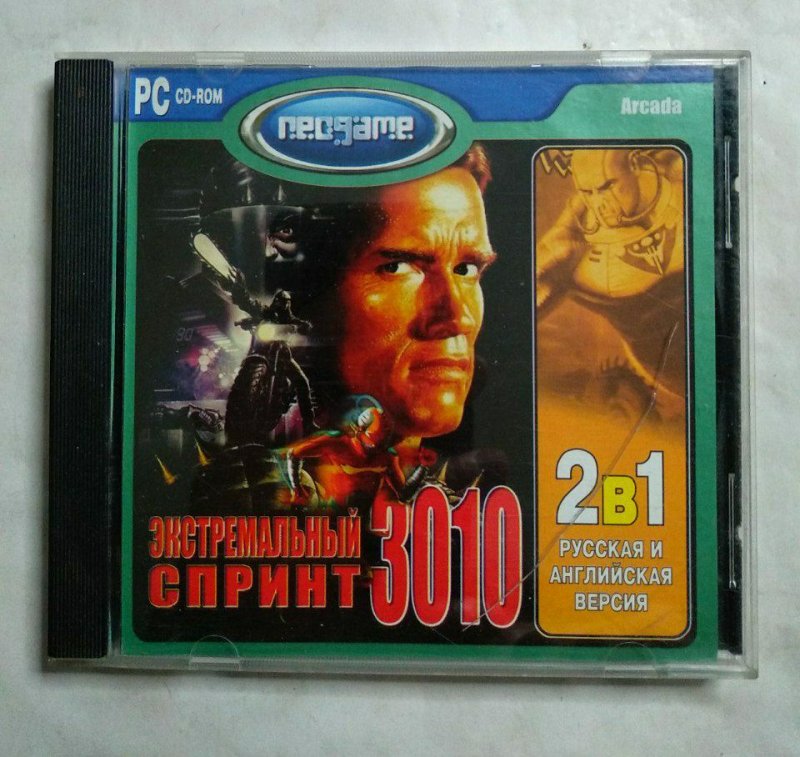 PC CD-ROM
neogame
Arcada
ЭКСТРЕМАЛЬНЫЙ
СПРИНТ 3010
2в1
РУССКАЯ И
АНГЛИЙСКАЯ
ВЕРСИЯ